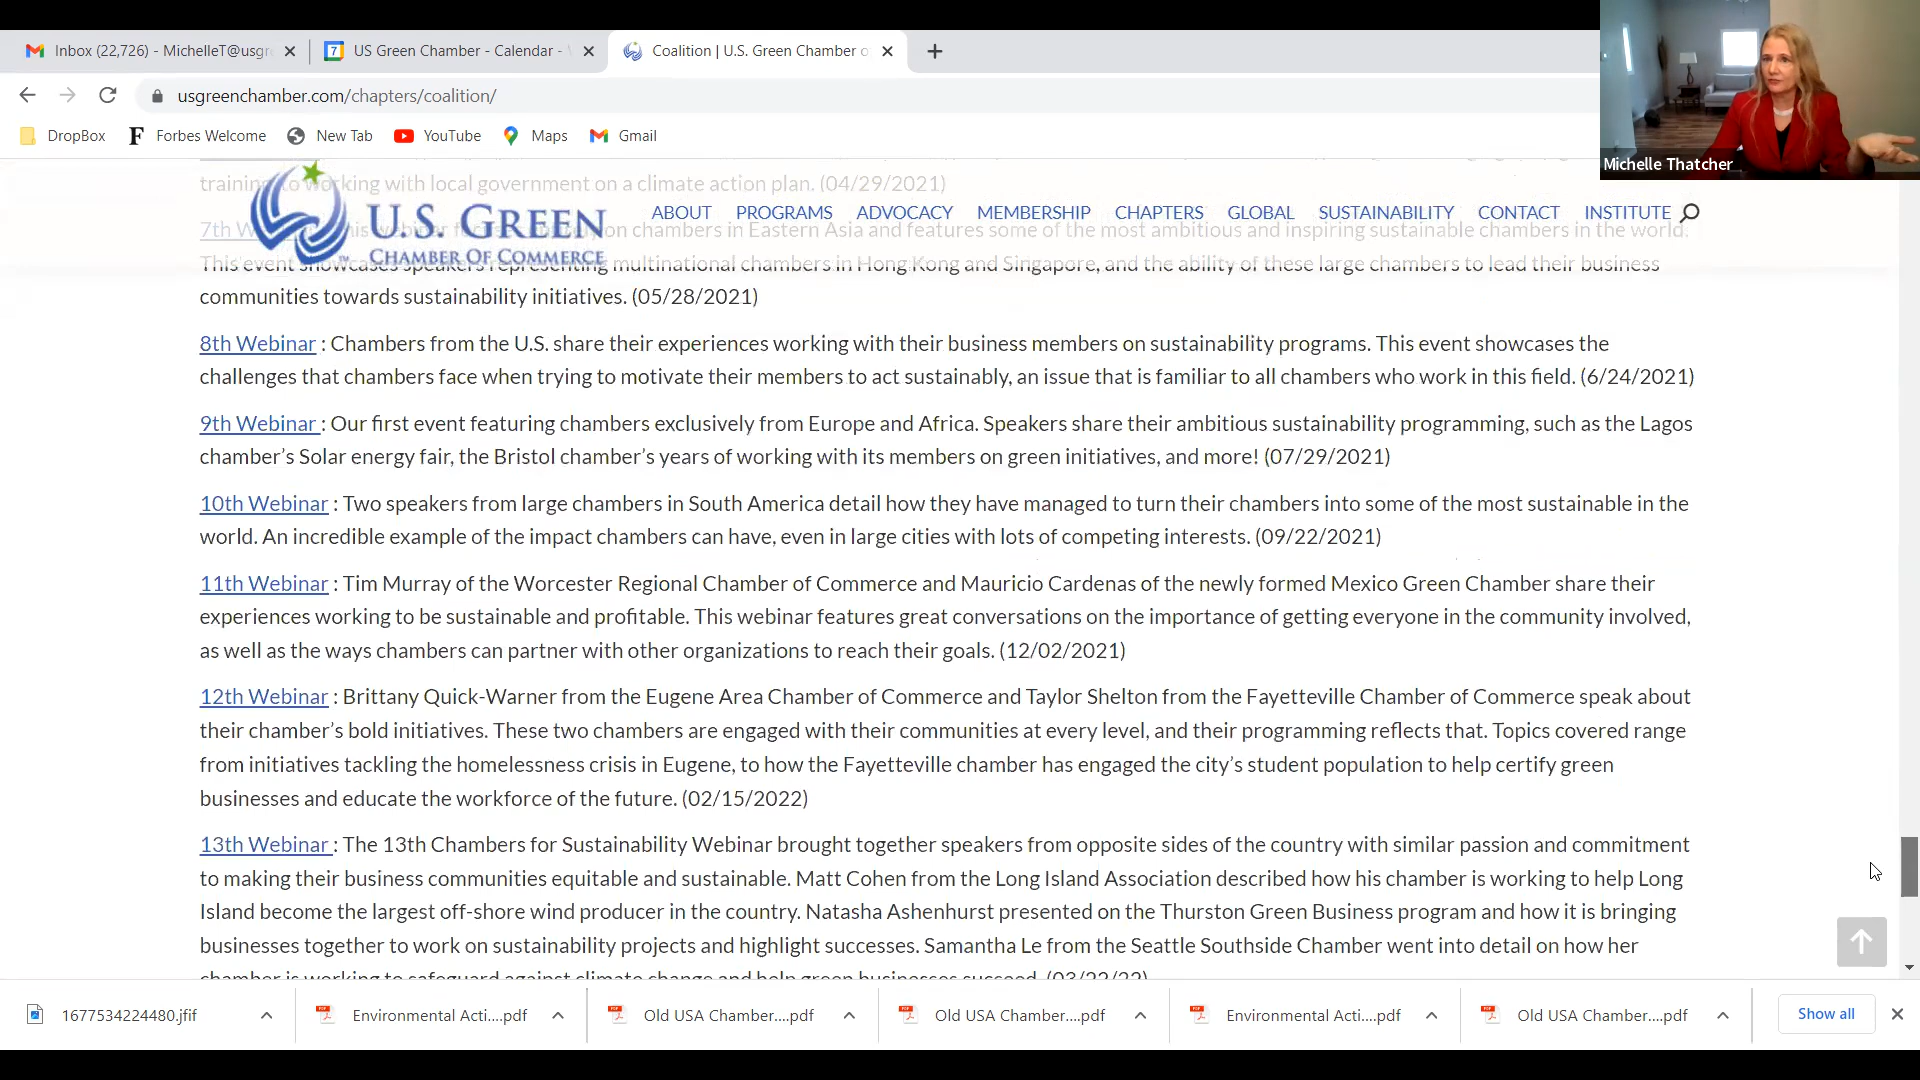 Inbox (22,726) - MichelleT@usgr
US Green Chamber - Calendar -
Coalition | U.S. Green Chamber o
usgreenchamber.com/chapters/coalition/
DropBox
Forbes Welcome
New Tab
YouTube
Maps
Gmail
Michelle Thatcher
training to working with local government on a climate action plan. (04/29/2021)
U.S. GREEN
CHAMBER OF COMMERCE
ABOUT PROGRAMS ADVOCACY MEMBERSHIP CHAPTERS GLOBAL SUSTAINABILITY CONTACT INSTITUTE
7th on chambers in Eastern Asia and features some of the most ambitious and inspiring sustainable chambers in the world.
This event showcases speakers representing multinational chambers in Hong Kong and Singapore, and the ability of these large chambers to lead their business
communities towards sustainability initiatives. (05/28/2021)
8th Webinar : Chambers from the U.S. share their experiences working with their business members on sustainability programs. This event showcases the
challenges that chambers face when trying to motivate their members to act sustainably, an issue that is familiar to all chambers who work in this field. (6/24/2021)
9th Webinar : Our first event featuring chambers exclusively from Europe and Africa. Speakers share their ambitious sustainability programming, such as the Lagos
chamber’s Solar energy fair, the Bristol chamber’s years of working with its members on green initiatives, and more! (07/29/2021)
10th Webinar : Two speakers from large chambers in South America detail how they have managed to turn their chambers into some of the most sustainable in the
world. An incredible example of the impact chambers can have, even in large cities with lots of competing interests. (09/22/2021)
11th Webinar : Tim Murray of the Worcester Regional Chamber of Commerce and Mauricio Cardenas of the newly formed Mexico Green Chamber share their
experiences working to be sustainable and profitable. This webinar features great conversations on the importance of getting everyone in the community involved,
as well as the ways chambers can partner with other organizations to reach their goals. (12/02/2021)
12th Webinar : Brittany Quick-Warner from the Eugene Area Chamber of Commerce and Taylor Shelton from the Fayetteville Chamber of Commerce speak about
their chamber’s bold initiatives. These two chambers are engaged with their communities at every level, and their programming reflects that. Topics covered range
from initiatives tackling the homelessness crisis in Eugene, to how the Fayetteville chamber has engaged the city’s student population to help certify green
businesses and educate the workforce of the future. (02/15/2022)
13th Webinar : The 13th Chambers for Sustainability Webinar brought together speakers from opposite sides of the country with similar passion and commitment
to making their business communities equitable and sustainable. Matt Cohen from the Long Island Association described how his chamber is working to help Long
Island become the largest off-shore wind producer in the country. Natasha Ashenhurst presented on the Thurston Green Business program and how it is bringing
businesses together to work on sustainability projects and highlight successes. Samantha Le from the Seattle Southside Chamber went into detail on how her
chamber is working to safeguard against climate change and help green businesses succeed. (03/22/22)
1677534224480.jfif
Environmental Acti....pdf
Old USA Chamber....pdf
Old USA Chamber....pdf
Environmental Acti....pdf
Old USA Chamber....pdf
Show all